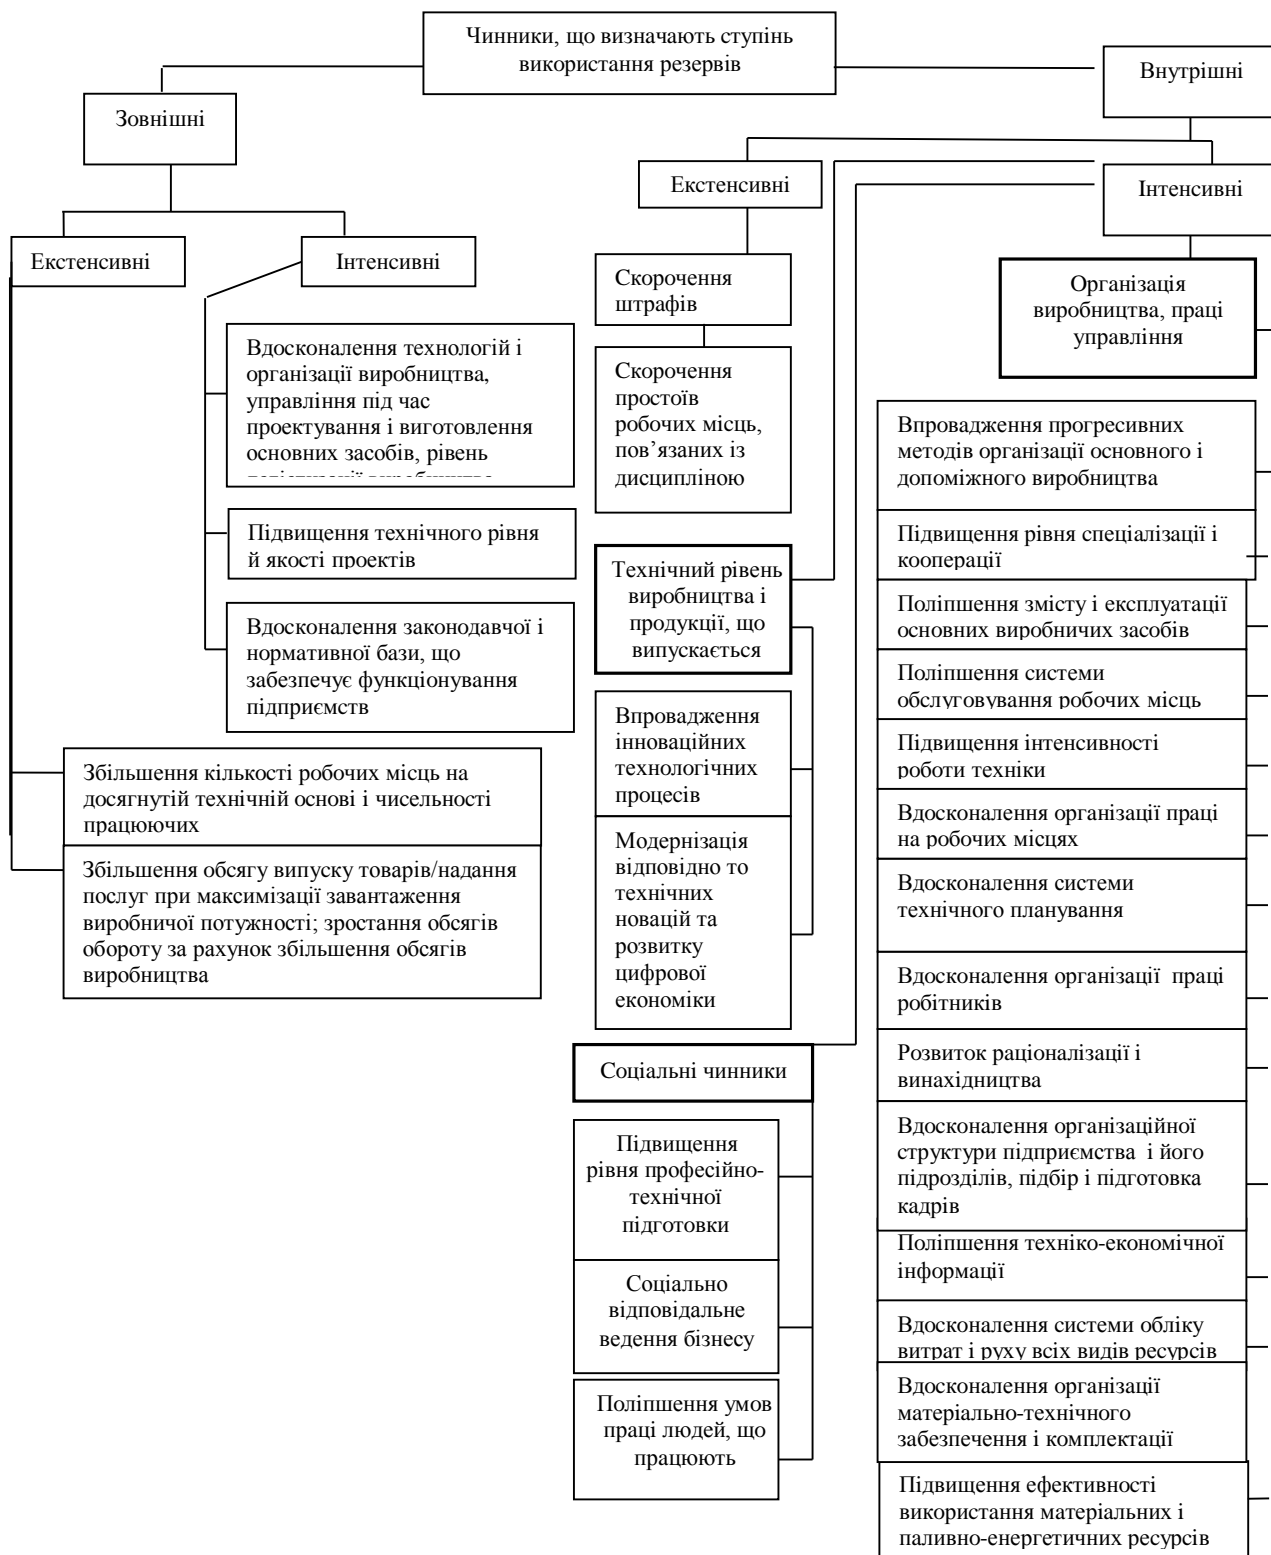 Чинники, що визначають ступінь
використання резервів
Внутрішні
Зовнішні
Екстенсивні
Інтенсивні
Екстенсивні
Інтенсивні
Вдосконалення технологій і
організації виробництва,
управління під час
проектування і виготовлення
основних засобів, рівень
Підвищення технічного рівня
й якості проектів
Вдосконалення законодавчої і
нормативної бази, що
забезпечує функціонування
підприємств
Збільшення кількості робочих місць на
досягнутій технічній основі і чисельності
працюючих
Збільшення обсягу випуску товарів/надання
послуг при максимізації завантаження
виробничої потужності; зростання обсягів
обороту за рахунок збільшення обсягів
виробництва
Скорочення
штрафів
Скорочення
простоїв
робочих місць,
пов’язаних із
дисципліною
Технічний рівень
виробництва і
продукції, що
випускається
Впровадження
інноваційних
технологічних
процесів
Модернізація
відповідно то
технічних
новацій та
розвитку
цифрової
економіки
Соціальні чинники
Підвищення
рівня професійно-
технічної
підготовки
Соціально
відповідальне
ведення бізнесу
Поліпшення умов
праці людей, що
працюють
Організація
виробництва, праці
управління
Впровадження прогресивних
методів організації основного і
допоміжного виробництва
Підвищення рівня спеціалізації і
кооперації
Поліпшення змісту і експлуатації
основних виробничих засобів
Поліпшення системи
обслуговування робочих місць
Підвищення інтенсивності
роботи техніки
Вдосконалення організації праці
на робочих місцях
Вдосконалення системи
технічного планування
Вдосконалення організації праці
робітників
Розвиток раціоналізації і
винахідництва
Вдосконалення організаційної
структури підприємства і його
підрозділів, підбір і підготовка
кадрів
Поліпшення техніко-економічної
інформації
Вдосконалення системи обліку
витрат і руху всіх видів ресурсів
Вдосконалення організації
матеріально-технічного
забезпечення і комплектації
Підвищення ефективності
використання матеріальних і
паливно-енергетичних ресурсів